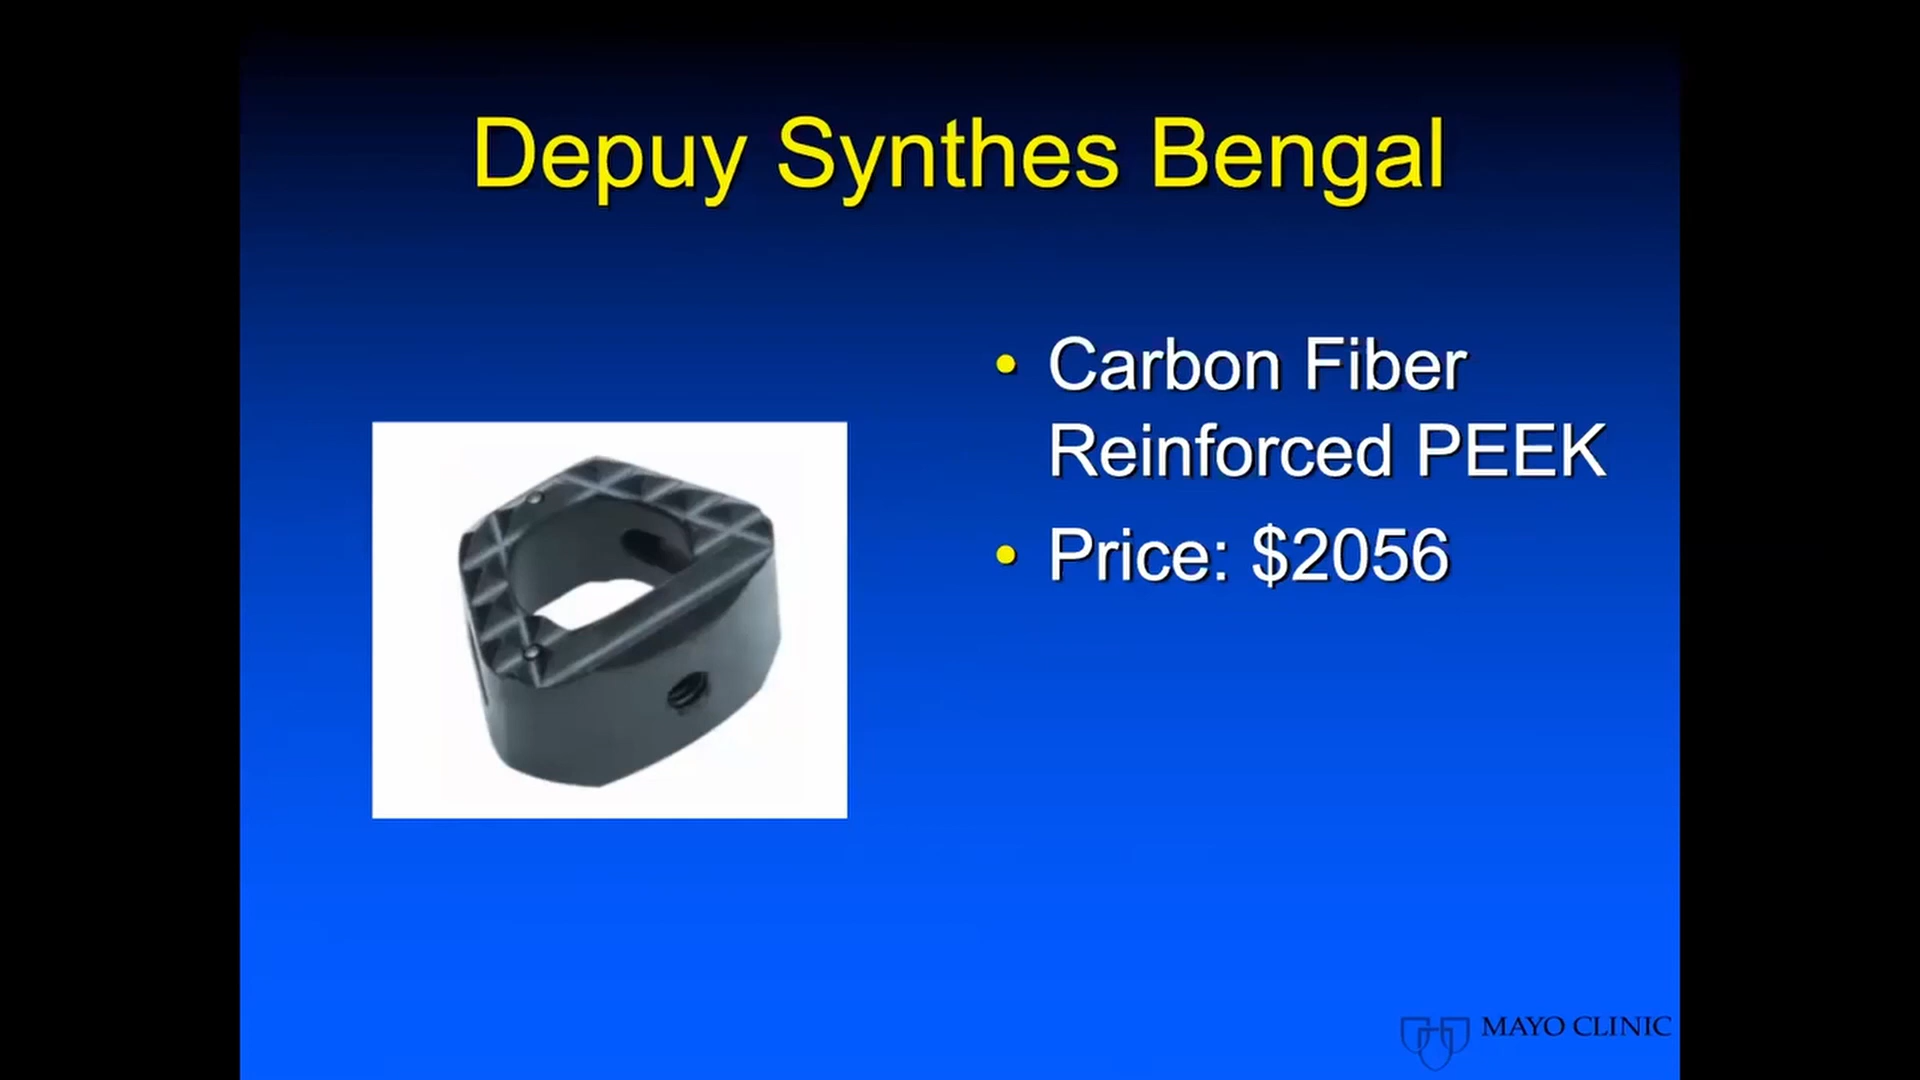 Depuy Synthes Bengal
• Carbon Fiber
Reinforced PEEK
• Price: $2056
MAYO CLINIC